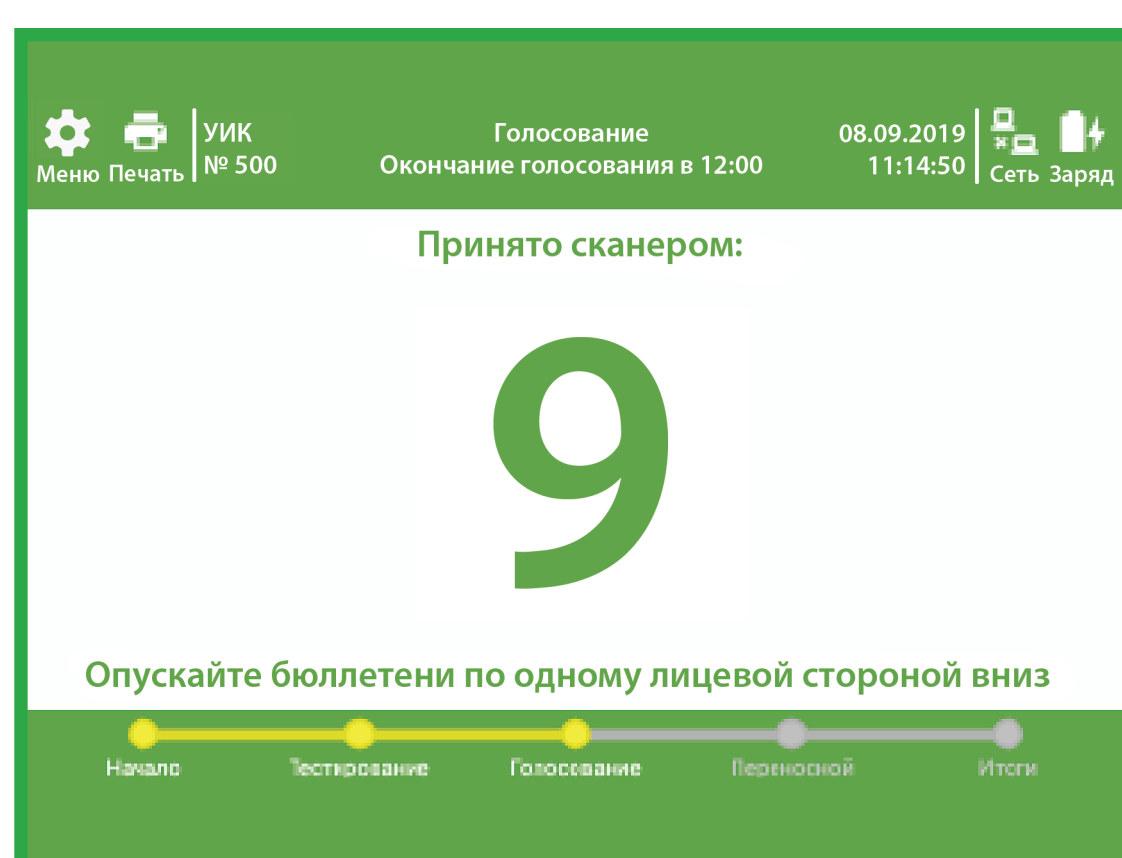 Меню
Печать
УИК
№ 500
Голосование
Окончание голосования в 12:00
08.09.2019
11:14:50
Сеть
Заряд
Принято сканером:
9
Опускайте бюллетени по одному лицевой стороной вниз
Начало
Тестирование
Голосование
Переносной
Итоги